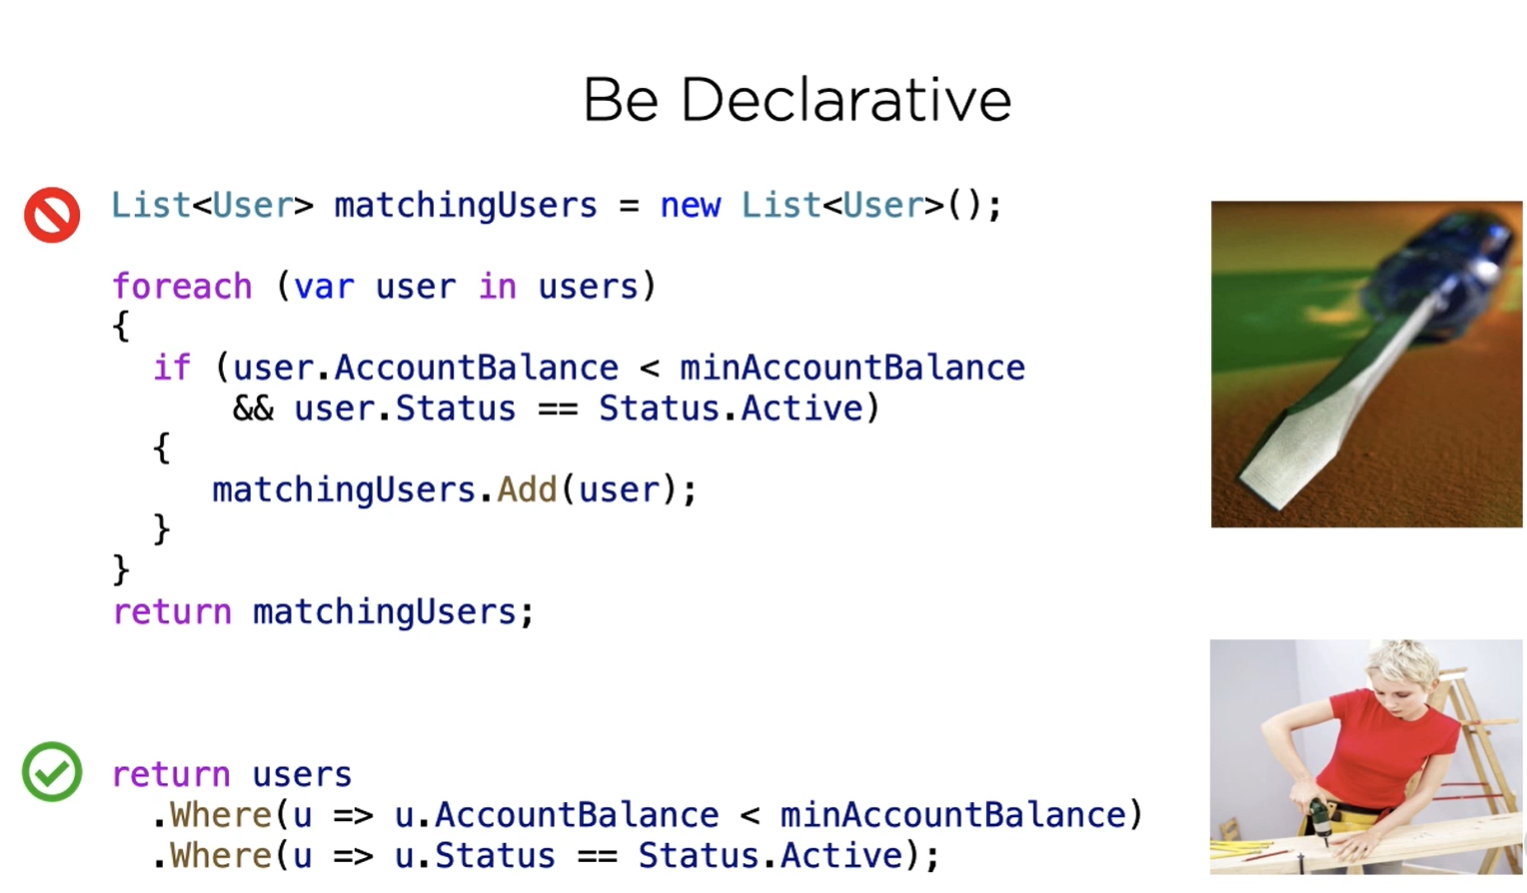 Be Declarative
List<User> matchingUsers = new List<User>();
foreach (var user in users)
{
if (user.AccountBalance < minAccountBalance
&& user.Status == Status.Active)
{
matchingUsers.Add(user);
}
}
return matchingUsers;
return users
.Where(u => u.AccountBalance < minAccountBalance)
.Where(u => u.Status == Status.Active);